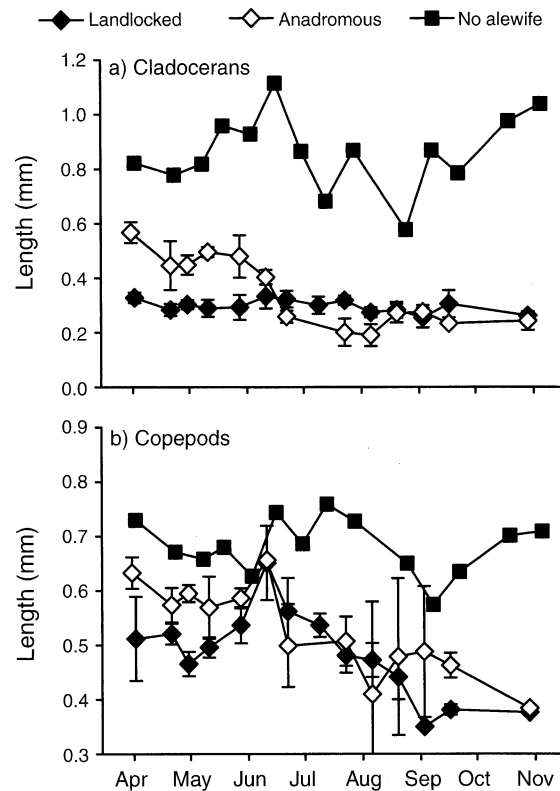 Landlocked Anadromous No alewife
a) Cladocerans
Length (mm)
1.2
1.0
0.8
0.6
0.4
0.2
0.0
b) Copepods
Length (mm)
0.9
0.8
0.7
0.6
0.5
0.4
0.3
Apr May Jun Jul Aug Sep Oct Nov